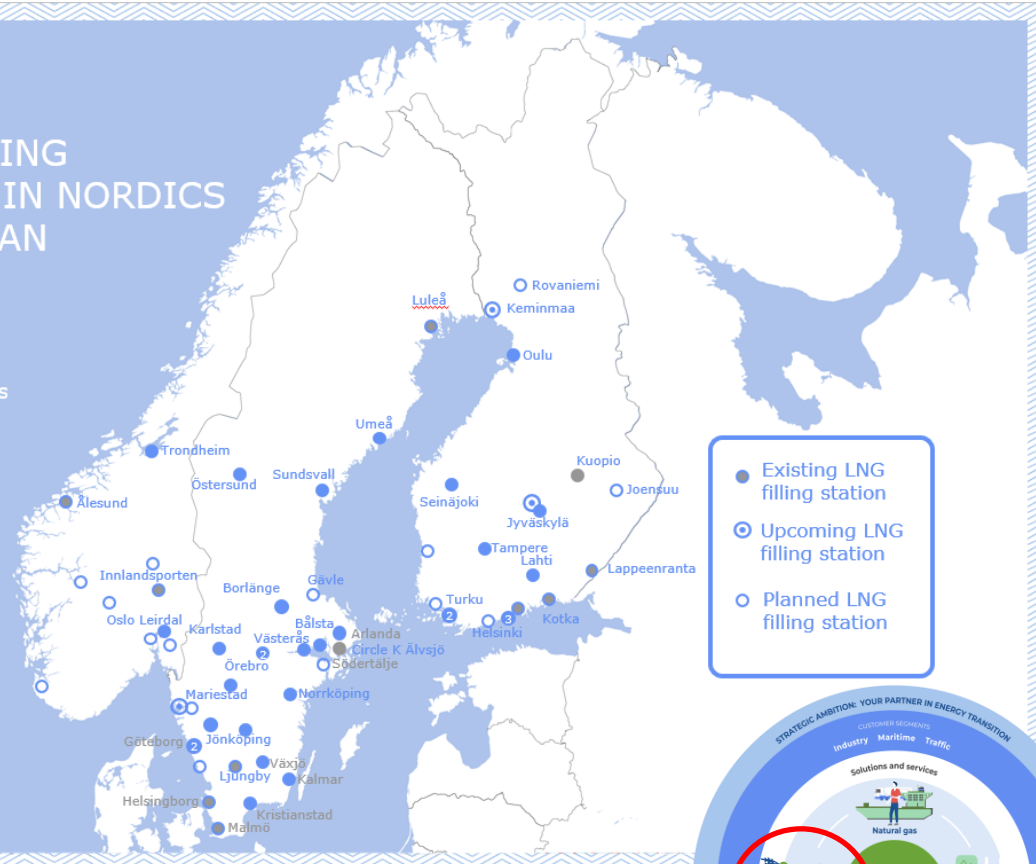 ING
IN NORDICS
AN
s
Rovaniemi
Luleå
Keminmaa
Oulu
Umeå
Trondheim
Kuopio
Sundsvall
Östersund
Joensuu
Ålesund
Seinäjoki
Jyväskylä
Tampere
Lahti
Innlandsporten
Lappeenranta
Gävle
Borlänge
Turku
2
3
Oslo Leirdal
Karlstad
Bålsta
Kotka
Helsinki
Arlanda
Västerås
2
Circle K Älvsjö
Örebro
Södertälje
Mariestad
Norrköping
Göteborg
2
Jönköping
Växjö
Ljungby
Kalmar
Helsingborg
Kristianstad
Malmö
Existing LNG
filling station
Upcoming LNG
filling station
Planned LNG
filling station
STRATEGIC AMBITION: YOUR PARTNER IN ENERGY TRANSITION
CUSTOMER SEGMENTS
Industry Maritime Traffic
Solutions and services
Natural gas